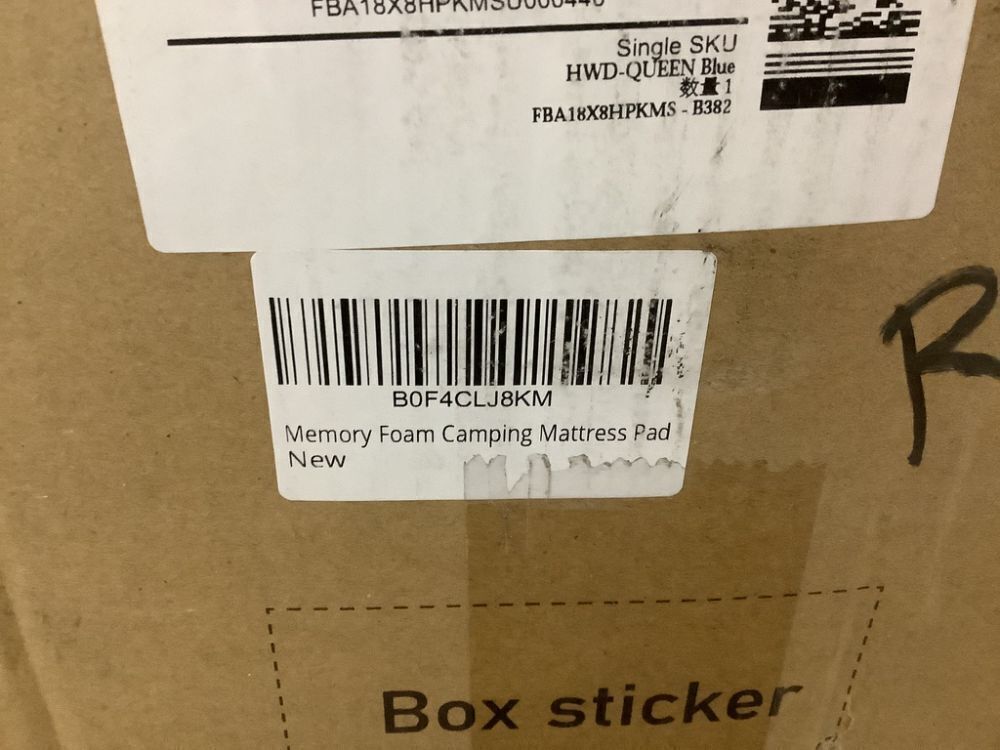 FBA18X8HPKMSU000440
Single SKU
HWD-QUEEN Blue
数量 1
FBA18X8HPKMS - B382
B0F4CLJ8KM
Memory Foam Camping Mattress Pad
New
R
Box sticker